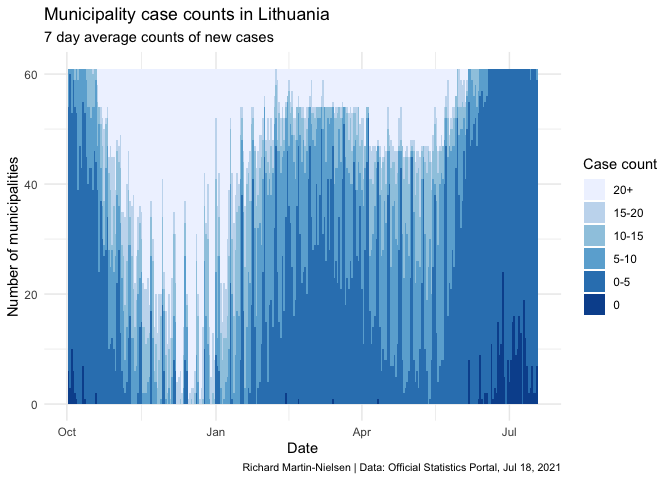 Municipality case counts in Lithuania
7 day average counts of new cases
Number of municipalities
60
40
20
0
Oct
Jan
Apr
Jul
Date
Case count
20+
15-20
10-15
5-10
0-5
0
Richard Martin-Nielsen | Data: Official Statistics Portal, Jul 18, 2021